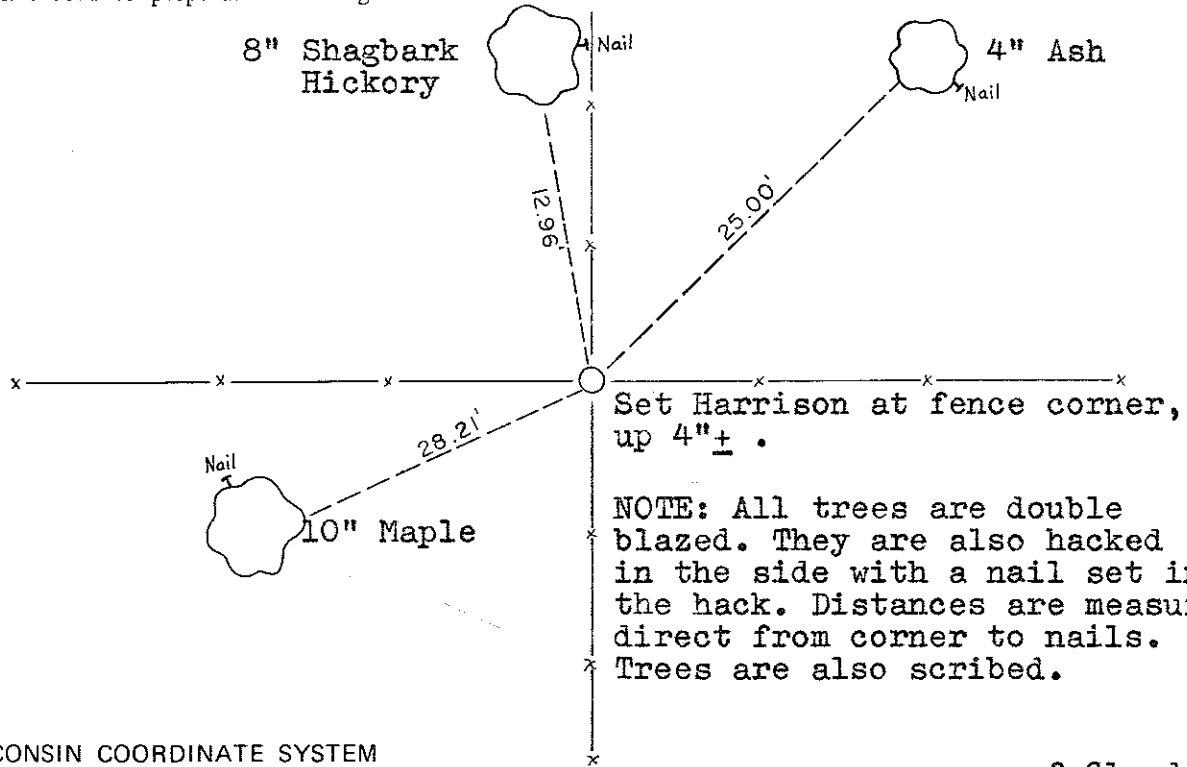 8" Shagbark
Hickory
Nail
4" Ash
Nail
12.96'
25.00'
28.21'
Nail
10" Maple
Set Harrison at fence corner,
up 4"± .
NOTE: All trees are double
blazed. They are also hacked
in the side with a nail set in
the hack. Distances are measu
direct from corner to nails.
Trees are also scribed.
CONSIN COORDINATE SYSTEM